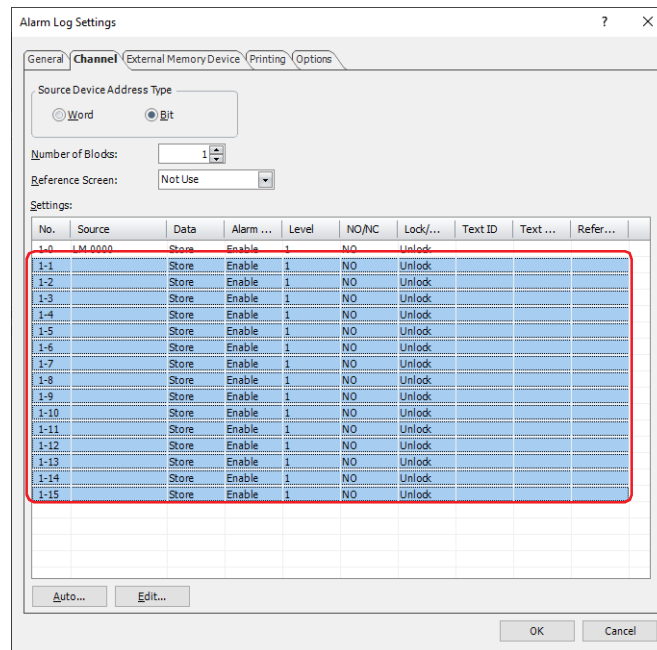 Alarm Log Settings ? ×
General Channel External Memory Device Printing Options
Source Device Address Type
Word Bit
Number of Blocks: 1
Reference Screen: Not Use
Settings:
No. Source Data Alarm ... Level NO/NC Lock/... Text ID Text ... Refer...
1-0 LM 0000 Store Enable 1 NO Unlock
1-1 Store Enable 1 NO Unlock
1-2 Store Enable 1 NO Unlock
1-3 Store Enable 1 NO Unlock
1-4 Store Enable 1 NO Unlock
1-5 Store Enable 1 NO Unlock
1-6 Store Enable 1 NO Unlock
1-7 Store Enable 1 NO Unlock
1-8 Store Enable 1 NO Unlock
1-9 Store Enable 1 NO Unlock
1-10 Store Enable 1 NO Unlock
1-11 Store Enable 1 NO Unlock
1-12 Store Enable 1 NO Unlock
1-13 Store Enable 1 NO Unlock
1-14 Store Enable 1 NO Unlock
1-15 Store Enable 1 NO Unlock
Auto... Edit...
OK Cancel